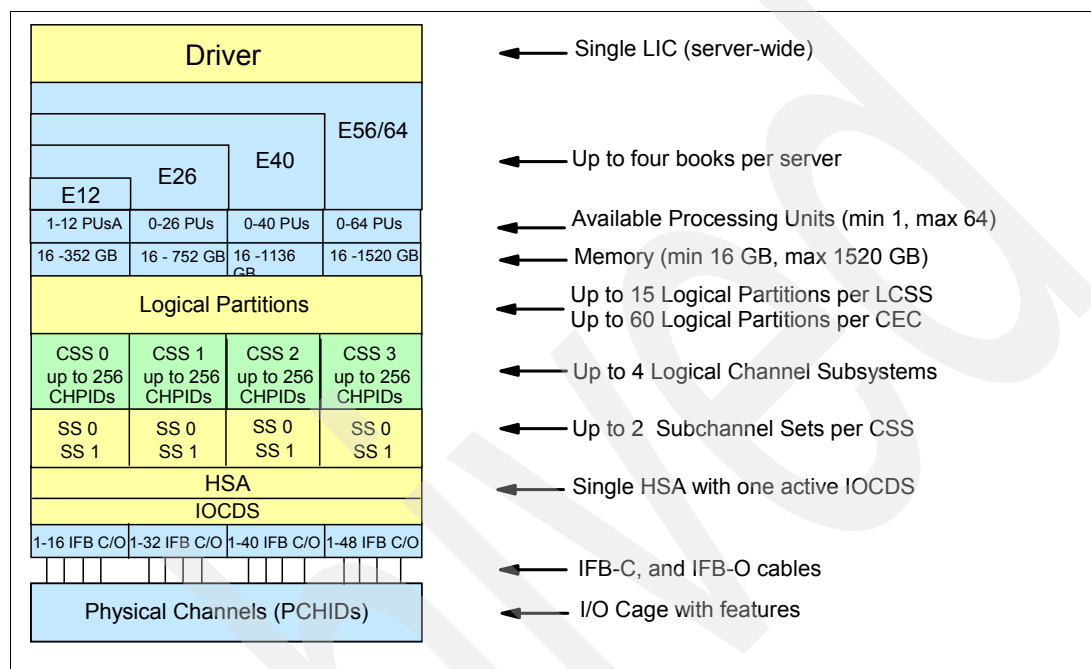 Driver
Single LIC (server-wide)
E56/64
E40
E26
E12
Up to four books per server
1-12 PUsA
0-26 PUs
0-40 PUs
0-64 PUs
Available Processing Units (min 1, max 64)
16 -352 GB
16 - 752 GB
16 -1136
GB
16 -1520 GB
Memory (min 16 GB, max 1520 GB)
Logical Partitions
Up to 15 Logical Partitions per LCSS
Up to 60 Logical Partitions per CEC
CSS 0
up to 256
CHPIDs
CSS 1
up to 256
CHPIDs
CSS 2
up to 256
CHPIDs
CSS 3
up to 256
CHPIDs
Up to 4 Logical Channel Subsystems
SS 0
SS 1
SS 0
SS 1
SS 0
SS 1
SS 0
SS 1
Up to 2 Subchannel Sets per CSS
HSA
Single HSA with one active IOCDS
IOCDS
1-16 IFB C/O
1-32 IFB C/O
1-40 IFB C/O
1-48 IFB C/O
IFB-C, and IFB-O cables
Physical Channels (PCHIDs)
I/O Cage with features